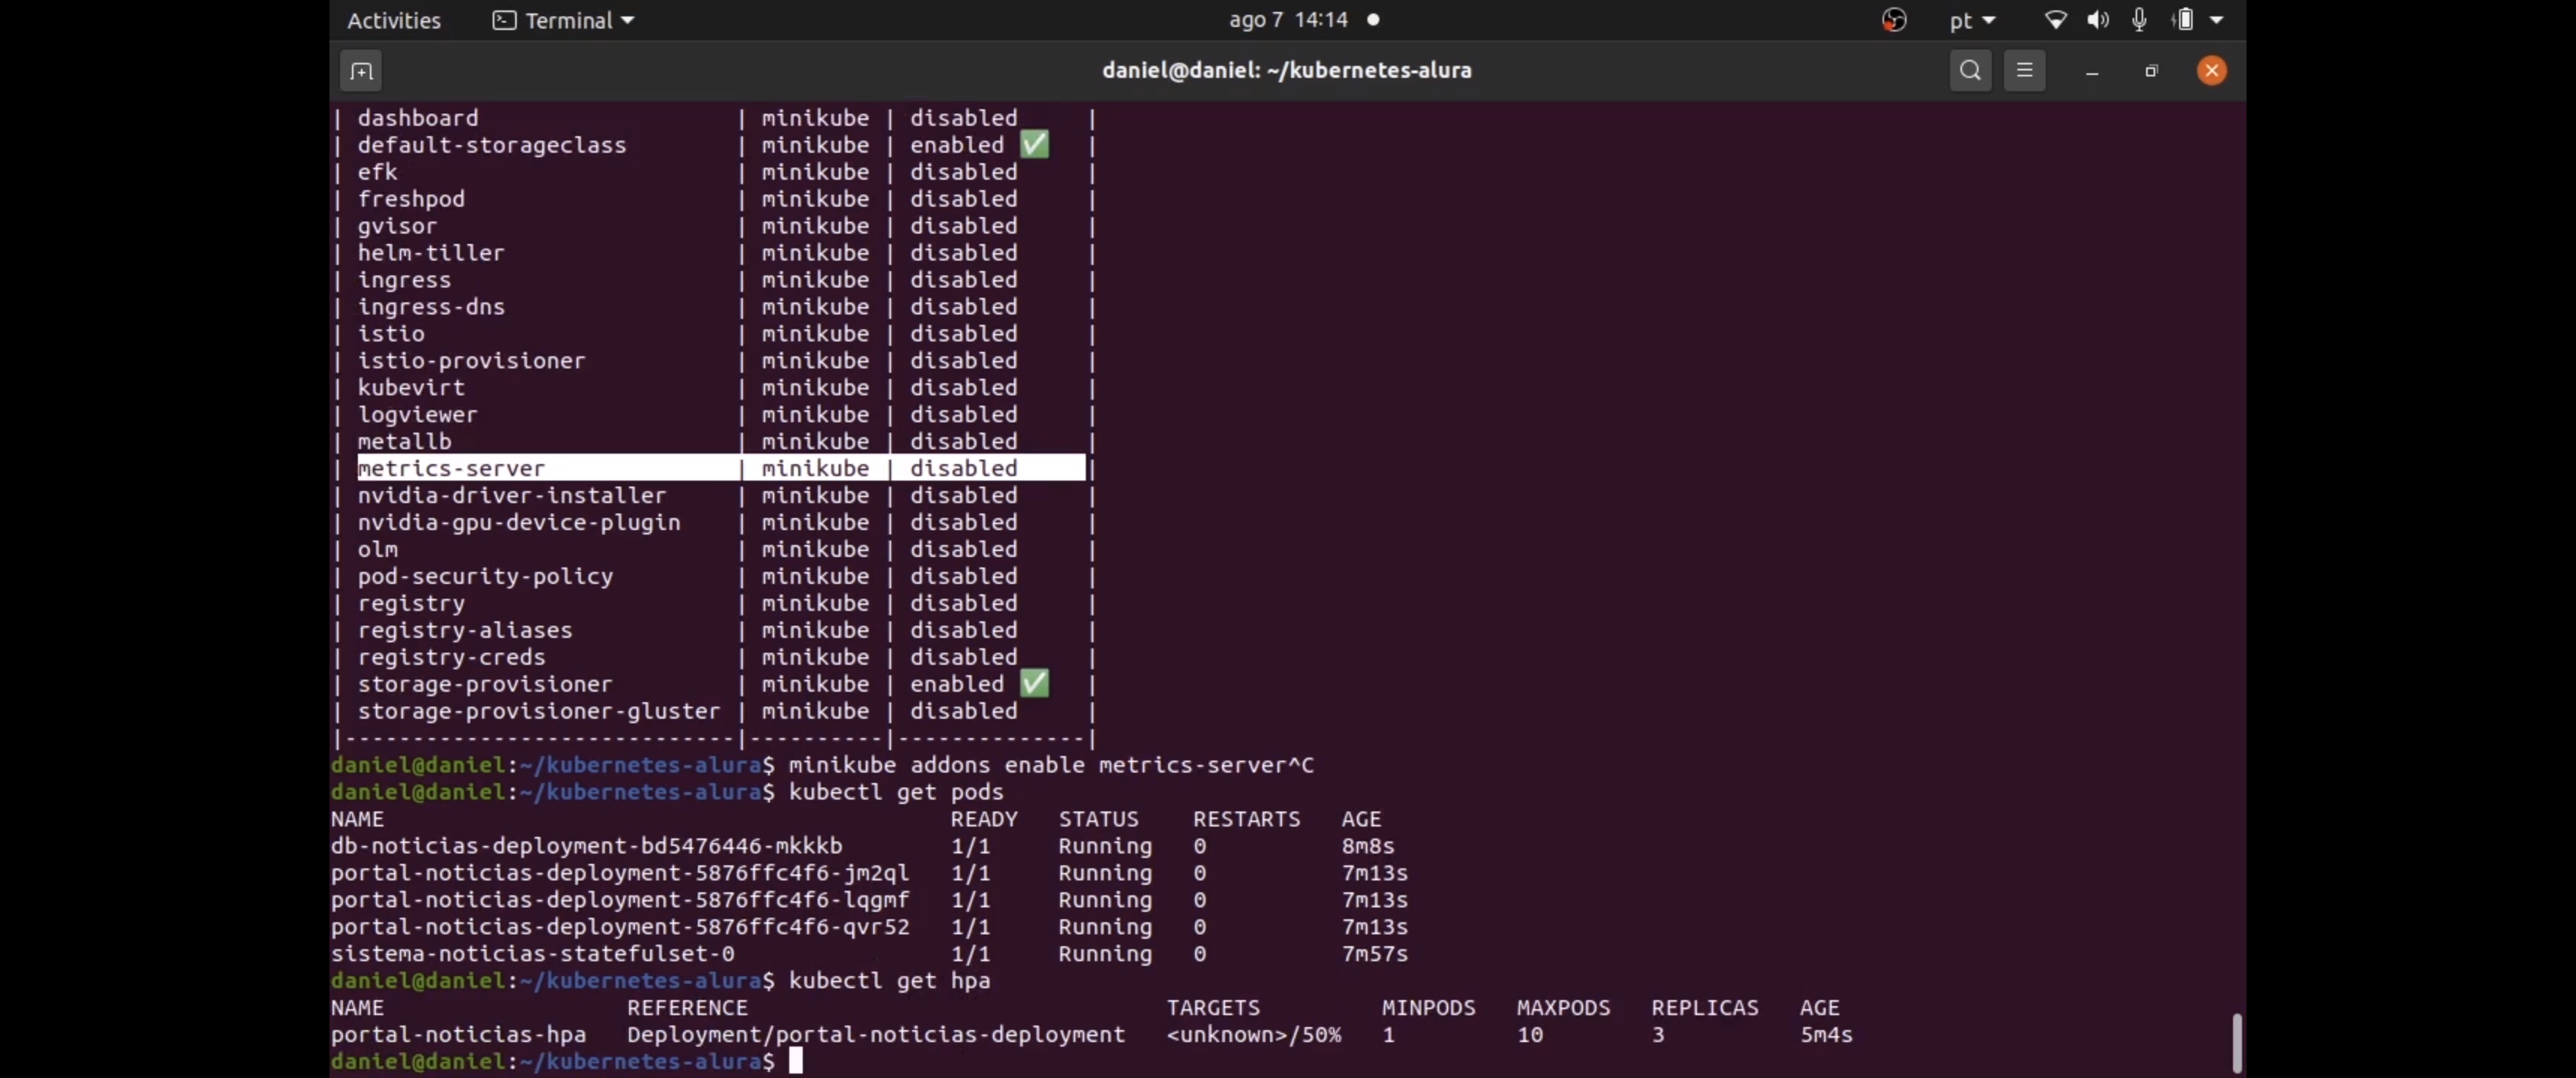 Activities Terminal ago 7 14:14 pt
daniel@daniel: ~/kubernetes-alura
| dashboard | minikube | disabled |
| default-storageclass | minikube | enabled ✅ |
| efk | minikube | disabled |
| freshpod | minikube | disabled |
| gvisor | minikube | disabled |
| helm-tiller | minikube | disabled |
| ingress | minikube | disabled |
| ingress-dns | minikube | disabled |
| istio | minikube | disabled |
| istio-provisioner | minikube | disabled |
| kubevirt | minikube | disabled |
| logviewer | minikube | disabled |
| metallb | minikube | disabled |
| metrics-server | minikube | disabled |
| nvidia-driver-installer | minikube | disabled |
| nvidia-gpu-device-plugin | minikube | disabled |
| olm | minikube | disabled |
| pod-security-policy | minikube | disabled |
| registry | minikube | disabled |
| registry-aliases | minikube | disabled |
| registry-creds | minikube | disabled |
| storage-provisioner | minikube | enabled ✅ |
| storage-provisioner-gluster | minikube | disabled |
|-----------------------------|----------|--------------|
daniel@daniel:~/kubernetes-alura$ minikube addons enable metrics-server^C
daniel@daniel:~/kubernetes-alura$ kubectl get pods
NAME READY STATUS RESTARTS AGE
db-noticias-deployment-bd5476446-mkkkb 1/1 Running 0 8m8s
portal-noticias-deployment-5876ffc4f6-jm2ql 1/1 Running 0 7m13s
portal-noticias-deployment-5876ffc4f6-lqgmf 1/1 Running 0 7m13s
portal-noticias-deployment-5876ffc4f6-qvr52 1/1 Running 0 7m13s
sistema-noticias-statefulset-0 1/1 Running 0 7m57s
daniel@daniel:~/kubernetes-alura$ kubectl get hpa
NAME REFERENCE TARGETS MINPODS MAXPODS REPLICAS AGE
portal-noticias-hpa Deployment/portal-noticias-deployment <unknown>/50% 1 10 3 5m4s
daniel@daniel:~/kubernetes-alura$